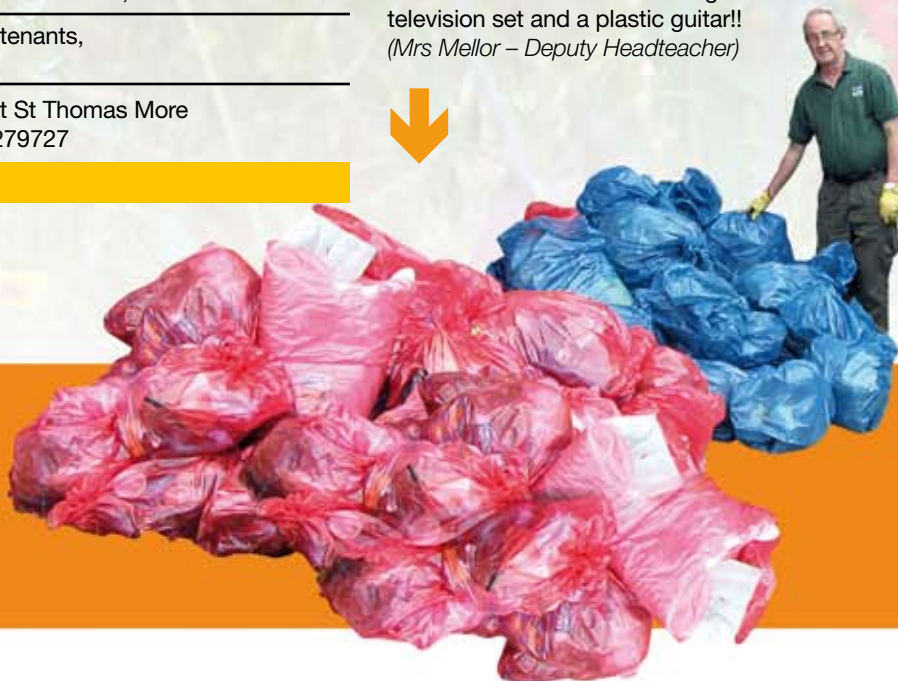 tenants,
t St Thomas More
279727
television set and a plastic guitar!!
(Mrs Mellor – Deputy Headteacher)